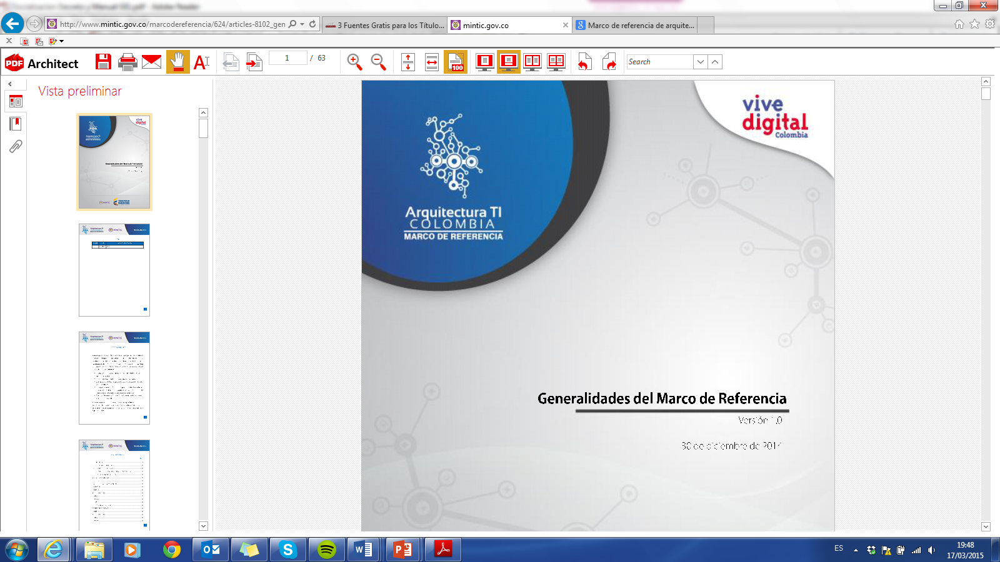 http://www.mintic.gov.co/marcodereferencia/624/articles-8102_gen
3 Fuentes Gratis para los Título...
mintic.gov.co
Marco de referencia de arquite...
PDF Architect
1 / 63
100
Search
Vista preliminar
vive
digital
Colombia
Arquitectura TI
COLOMBIA
MARCO DE REFERENCIA
Generalidades del Marco de Referencia
Versión 1.0
30 de diciembre de 2014
ES
19:48
17/03/2015